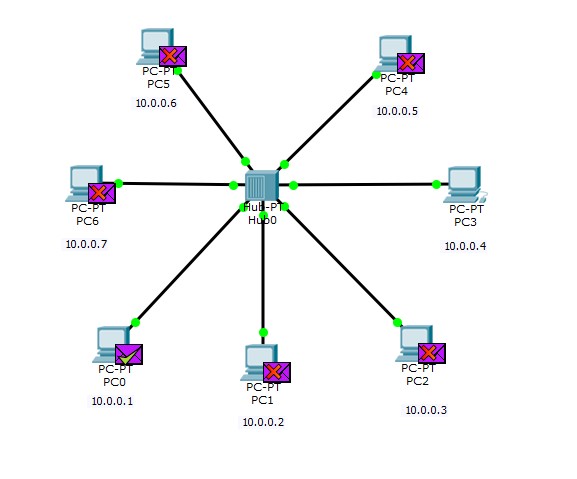 PC-PT
PC5
10.0.0.6
PC-PT
PC4
10.0.0.5
PC-PT
PC6
10.0.0.7
Hub-PT
Hub0
PC-PT
PC3
10.0.0.4
PC-PT
PC0
10.0.0.1
PC-PT
PC1
10.0.0.2
PC-PT
PC2
10.0.0.3